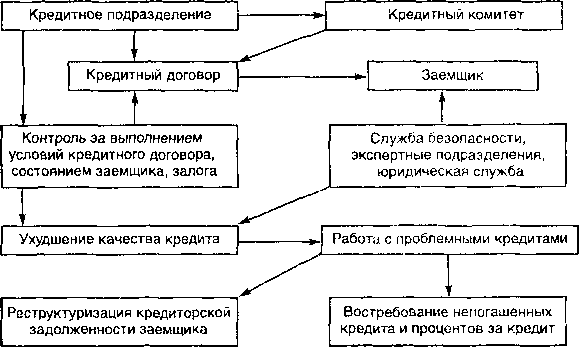 Кредитное подразделение
Кредитный комитет
Кредитный договор
Заемщик
Контроль за выполнением
условий кредитного договора,
состоянием заемщика, залога
Служба безопасности,
экспертные подразделения,
юридическая служба
Ухудшение качества кредита
Работа с проблемными кредитами
Реструктуризация кредиторской
задолженности заемщика
Востребование непогашенных
кредита и процентов за кредит